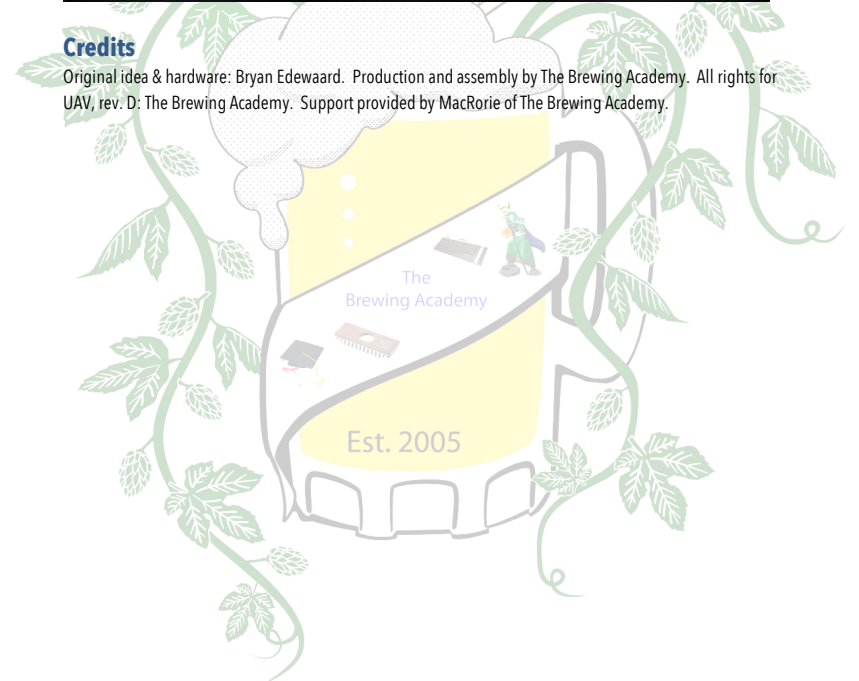 Credits
Original idea & hardware: Bryan Edewaard.  Production and assembly by The Brewing Academy.  All rights for
UAV, rev. D: The Brewing Academy.  Support provided by MacRorie of The Brewing Academy.
The
Brewing Academy
Est. 2005